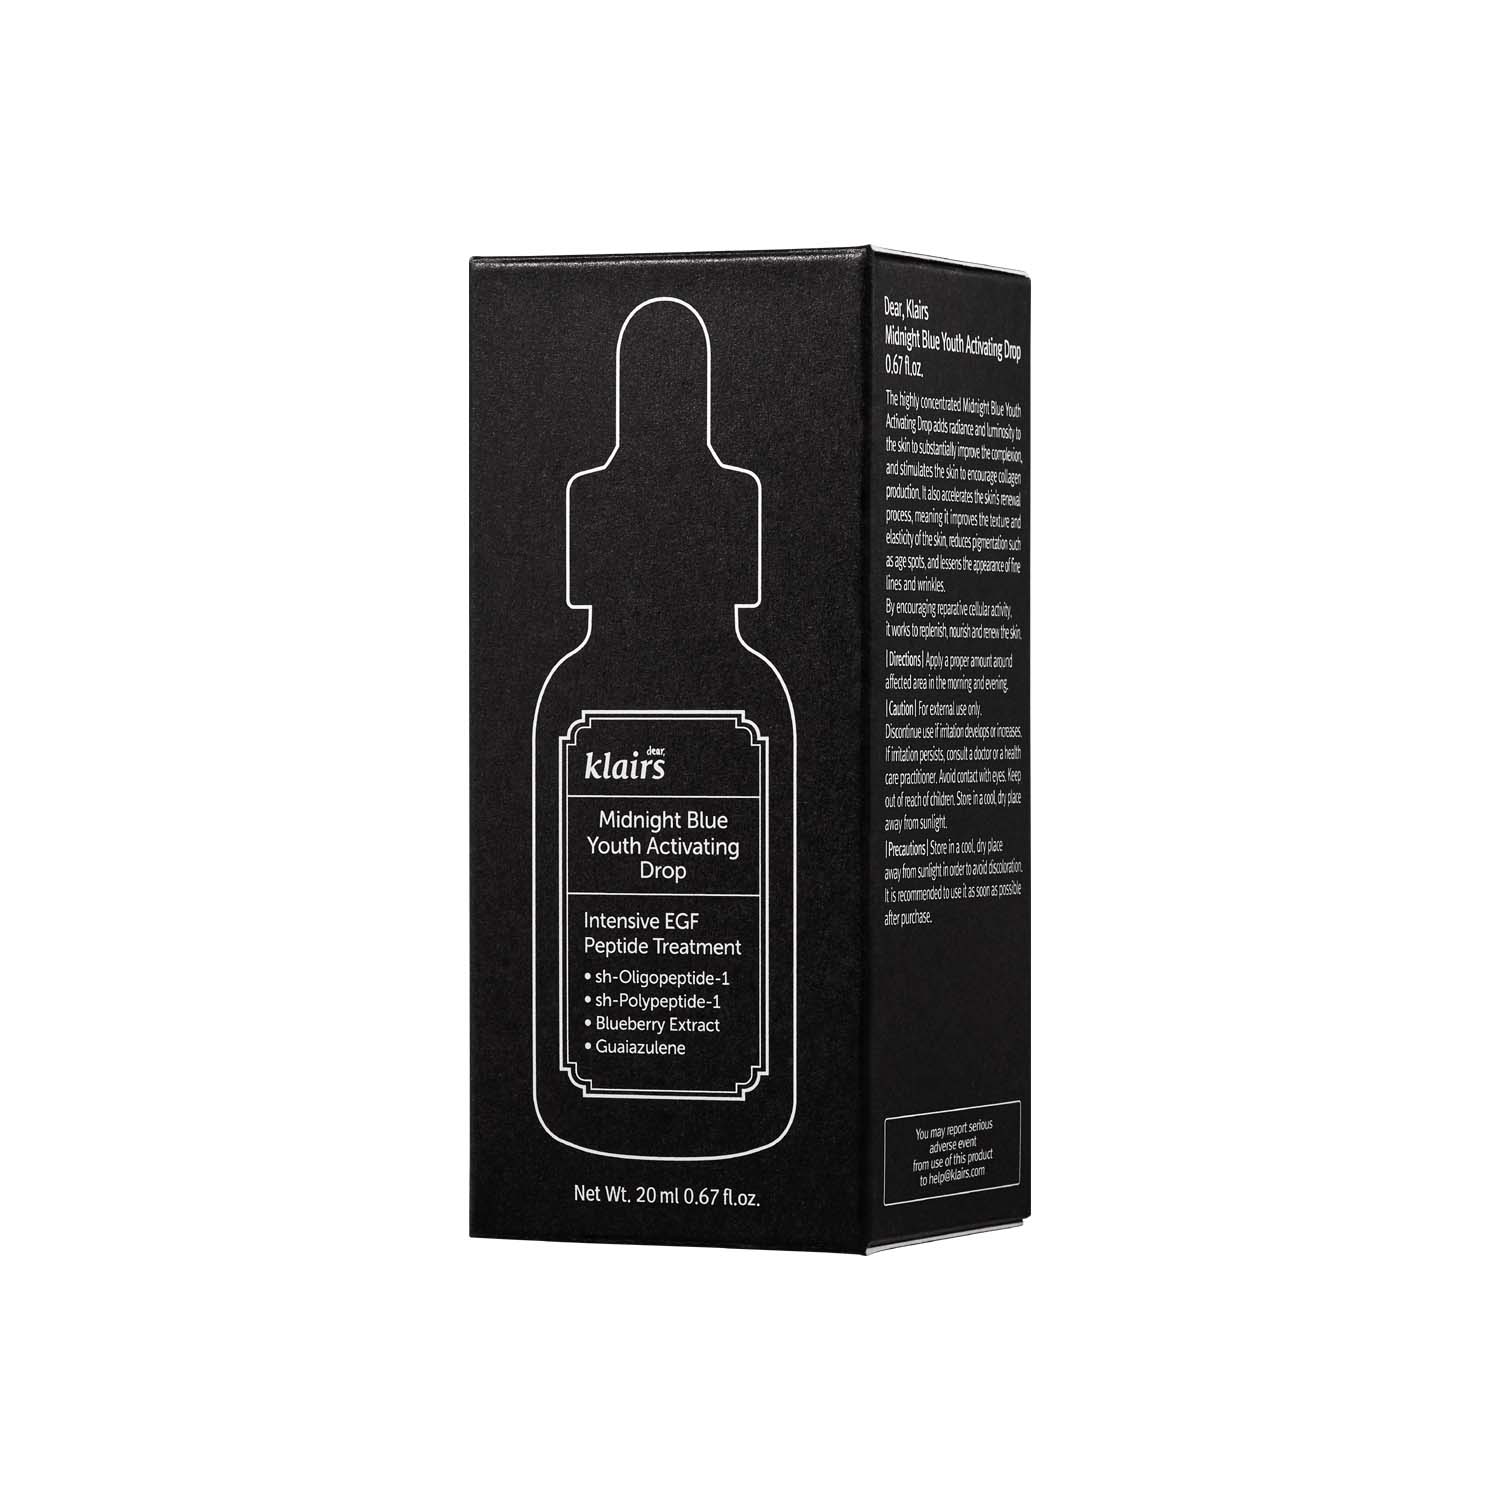 dear,
klairs
Midnight Blue
Youth Activating
Drop
Intensive EGF
Peptide Treatment
• sh-Oligopeptide-1
• sh-Polypeptide-1
• Blueberry Extract
• Guaiazulene
Net Wt. 20 ml 0.67 fl.oz.
Dear, Klairs
Midnight Blue Youth Activating Drop
0.67 fl.oz.
The highly concentrated Midnight Blue Youth
Activating Drop adds radiance and luminosity to
the skin to substantially improve the complexion,
and stimulates the skin to encourage collagen
production. It also accelerates the skin's renewal
process, meaning it improves the texture and
elasticity of the skin, reduces pigmentation such
as age spots, and lessens the appearance of fine
lines and wrinkles.
By encouraging reparative cellular activity,
it works to replenish, nourish and renew the skin.
| Directions | Apply a proper amount around
affected area in the morning and evening.
| Caution | For external use only.
Discontinue use if irritation develops or increases.
If irritation persists, consult a doctor or a health
care practitioner. Avoid contact with eyes. Keep
out of reach of children. Store in a cool, dry place
away from sunlight.
| Precautions | Store in a cool, dry place
away from sunlight in order to avoid discoloration.
It is recommended to use it as soon as possible
after purchase.
You may report serious
adverse event
from use of this product
to help@klairs.com